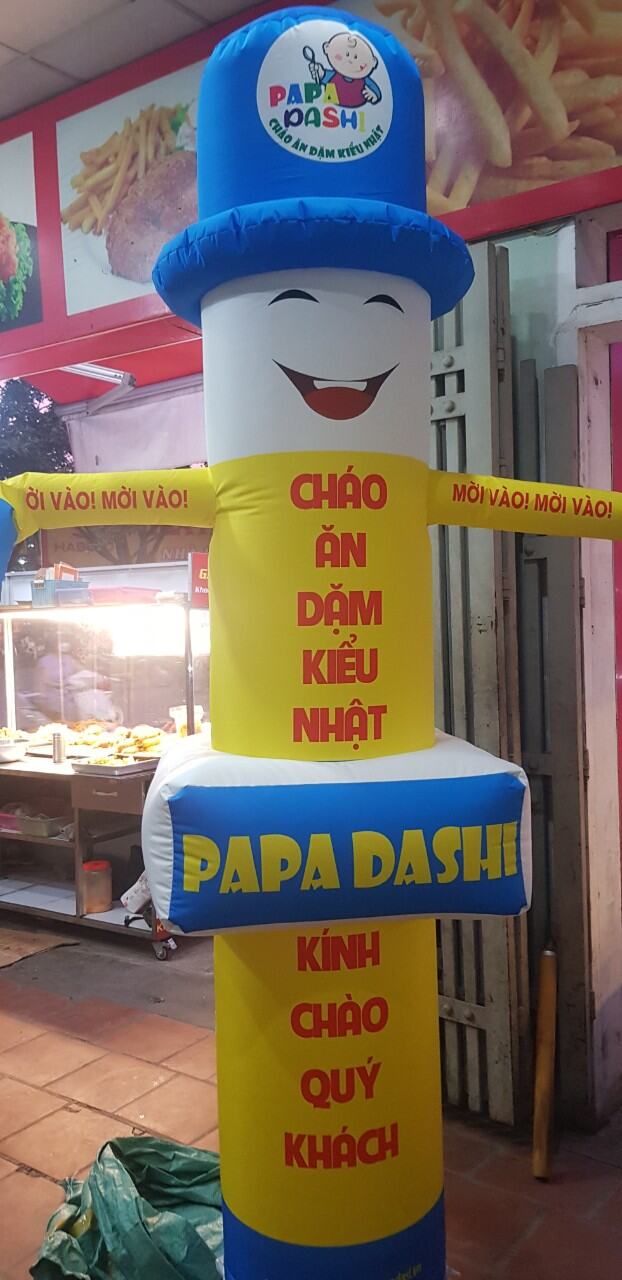 PAPA
DASHI
CHÁO ĂN DẶM KIỂU NHẬT
ỜI VÀO! MỜI VÀO!
MỜI VÀO! MỜI VÀO!
CHÁO
ĂN
DẶM
KIỂU
NHẬT
PAPA DASHI
KÍNH
CHÀO
QUÝ
KHÁCH